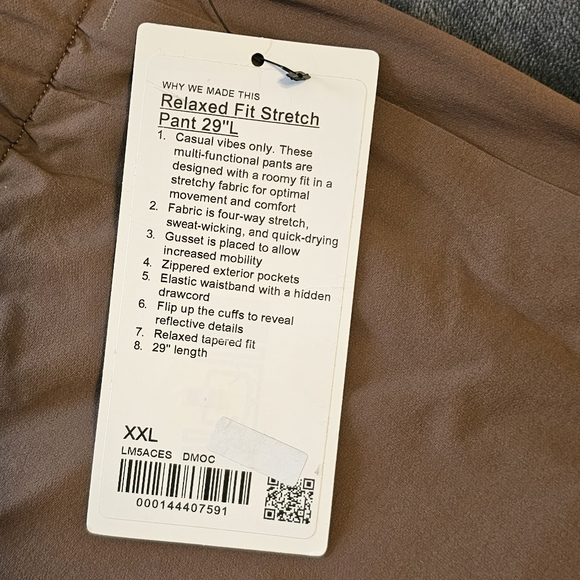 WHY WE MADE THIS
Relaxed Fit Stretch
Pant 29"L
1. Casual vibes only. These
multi-functional pants are
designed with a roomy fit in a
stretchy fabric for optimal
movement and comfort
2. Fabric is four-way stretch,
sweat-wicking, and quick-drying
3. Gusset is placed to allow
increased mobility
4. Zippered exterior pockets
5. Elastic waistband with a hidden
drawcord
6. Flip up the cuffs to reveal
reflective details
7. Relaxed tapered fit
8. 29" length
XXL
LM5ACES DMOC
000144407591